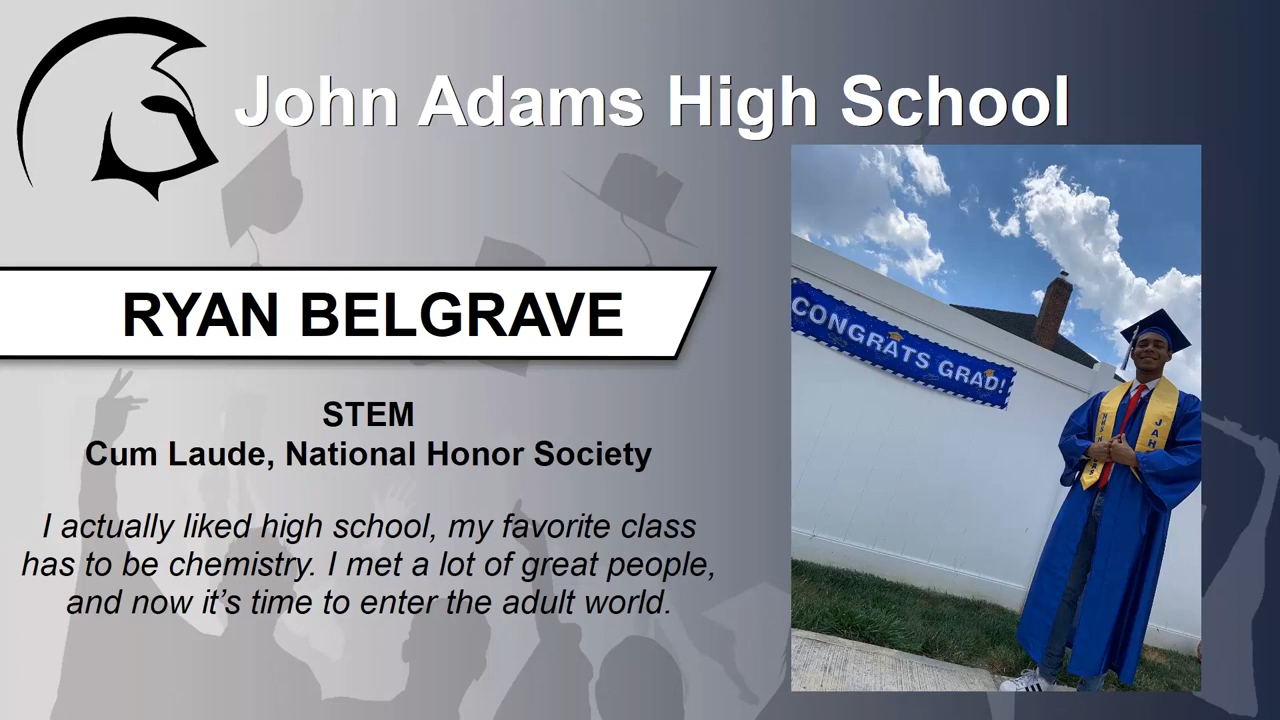 John Adams High School
RYAN BELGRAVE
STEM
Cum Laude, National Honor Society
I actually liked high school, my favorite class
has to be chemistry. I met a lot of great people,
and now it's time to enter the adult world.
CONGRATS GRAD!